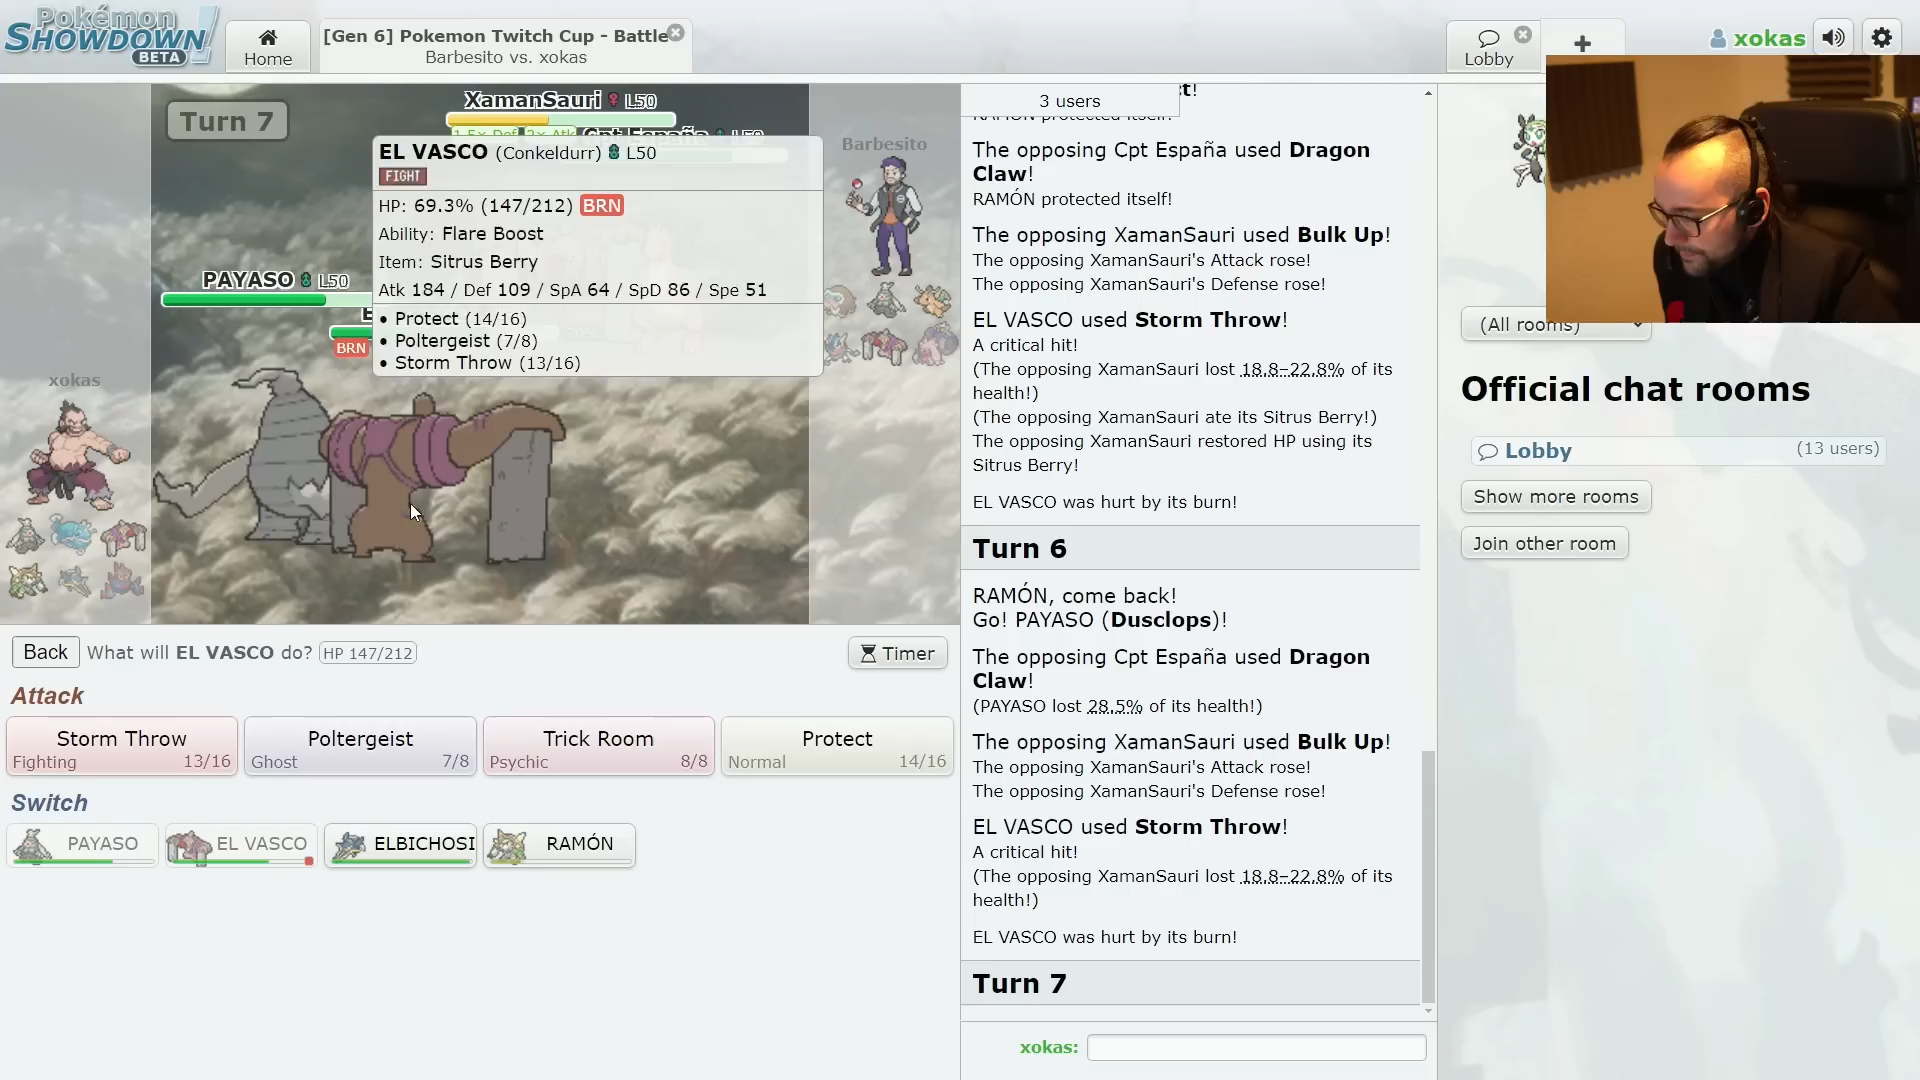 Pokémon
SHOWDOWN!
BETA
Home
[Gen 6] Pokemon Twitch Cup - Battle
Barbesito vs. xokas
Lobby
+
xokas
Turn 7
XamanSauri L50
1.5× Def 2× Atk Cpt España L50
EL VASCO (Conkeldurr) L50
FIGHT
HP: 69.3% (147/212) BRN
Ability: Flare Boost
Item: Sitrus Berry
Atk 184 / Def 109 / SpA 64 / SpD 86 / Spe 51
• Protect (14/16)
• Poltergeist (7/8)
• Storm Throw (13/16)
PAYASO L50
BRN
Barbesito
xokas
Back
What will EL VASCO do? HP 147/212
Timer
Attack
Storm Throw
Fighting 13/16
Poltergeist
Ghost 7/8
Trick Room
Psychic 8/8
Protect
Normal 14/16
Switch
PAYASO
EL VASCO
ELBICHOSI
RAMÓN
3 users
The opposing Cpt España used Dragon
Claw!
RAMÓN protected itself!
The opposing XamanSauri used Bulk Up!
The opposing XamanSauri's Attack rose!
The opposing XamanSauri's Defense rose!
EL VASCO used Storm Throw!
A critical hit!
(The opposing XamanSauri lost 18.8–22.8% of its
health!)
(The opposing XamanSauri ate its Sitrus Berry!)
The opposing XamanSauri restored HP using its
Sitrus Berry!
EL VASCO was hurt by its burn!
Turn 6
RAMÓN, come back!
Go! PAYASO (Dusclops)!
The opposing Cpt España used Dragon
Claw!
(PAYASO lost 28.5% of its health!)
The opposing XamanSauri used Bulk Up!
The opposing XamanSauri's Attack rose!
The opposing XamanSauri's Defense rose!
EL VASCO used Storm Throw!
A critical hit!
(The opposing XamanSauri lost 18.8–22.8% of its
health!)
EL VASCO was hurt by its burn!
Turn 7
xokas:
(All rooms)
Official chat rooms
Lobby (13 users)
Show more rooms
Join other room